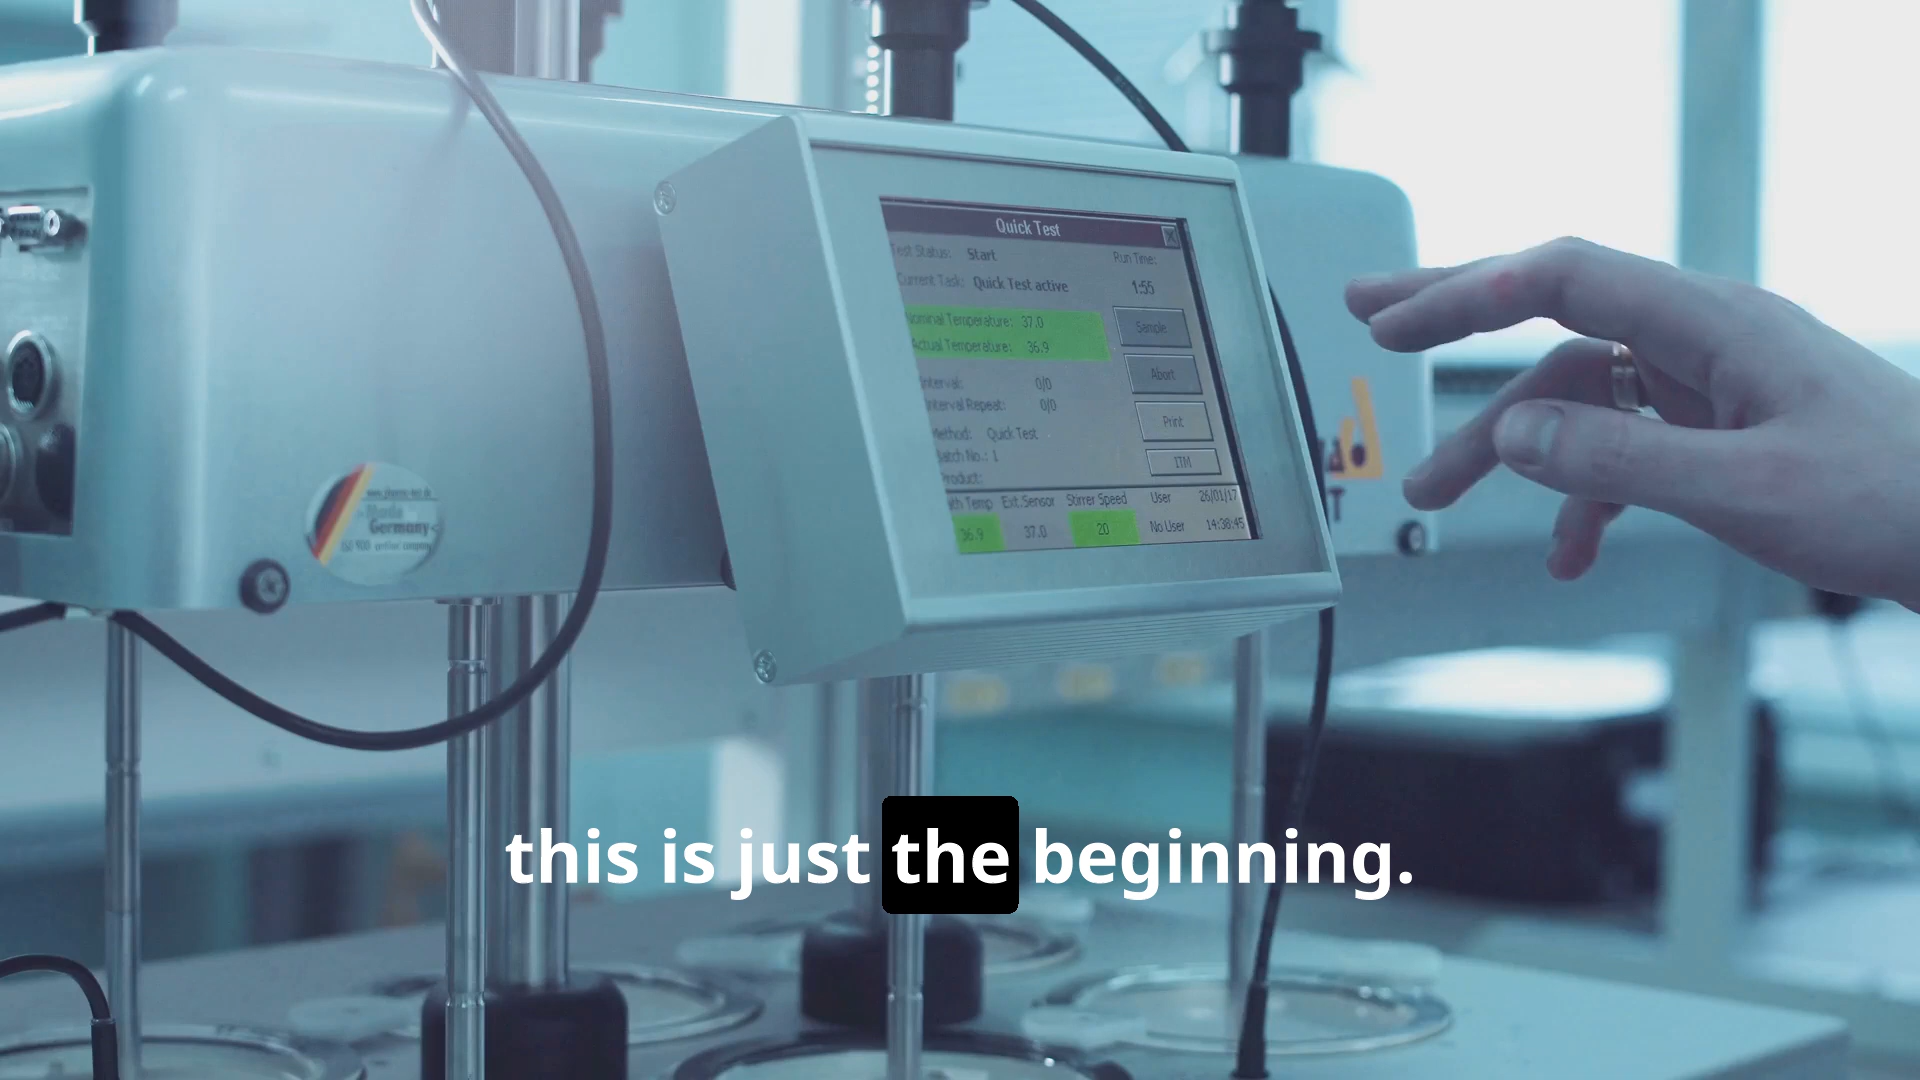 Quick Test
Test Status: Start
Run Time:
Current Task: Quick Test active
1:55
Nominal Temperature: 37.0
Sample
Actual Temperature: 36.9
Interval: 0/0
Abort
Interval Repeat: 0/0
Method: Quick Test
Print
Batch No.: 1
ITM
Product:
Bath Temp Ext.Sensor Stirrer Speed User 26/01/17
36.9 37.0 20 No User 14:38:45
Germany
this is just the beginning.